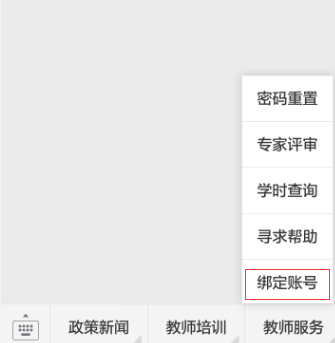 密码重置
专家评审
学时查询
寻求帮助
绑定账号
政策新闻
教师培训
教师服务